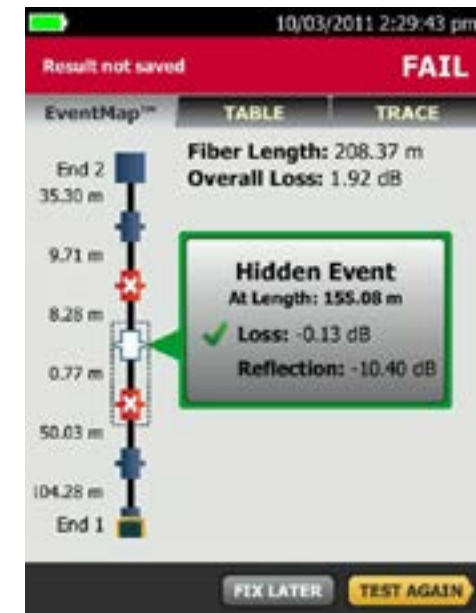 10/03/2011 2:29:43 pm
Result not saved
FAIL
EventMap™
TABLE
TRACE
Fiber Length: 208.37 m
Overall Loss: 1.92 dB
End 2
35.30 m
9.71 m
8.28 m
0.77 m
50.03 m
104.28 m
End 1
Hidden Event
At Length: 155.08 m
Loss: -0.13 dB
Reflection: -10.40 dB
FIX LATER
TEST AGAIN